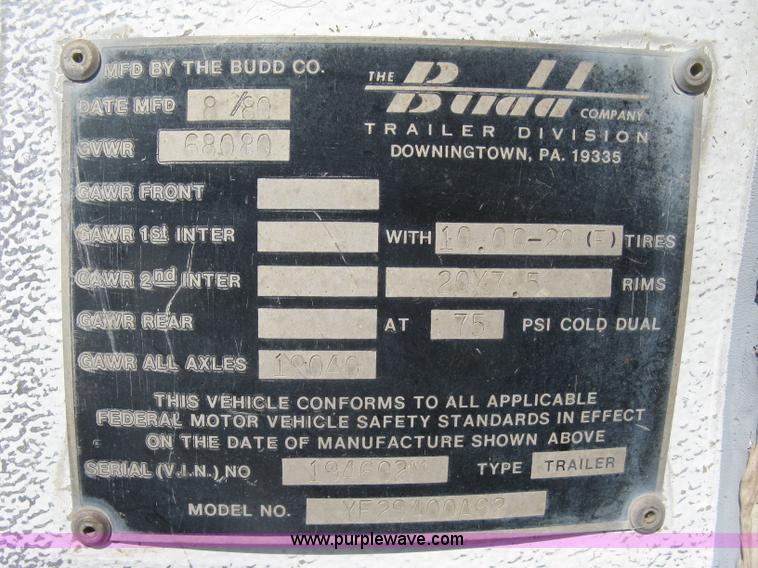 MFD BY THE BUDD CO.
THE Budd COMPANY
DATE MFD 8/80
TRAILER DIVISION
GVWR 68080
DOWNINGTOWN, PA. 19335
GAWR FRONT
GAWR 1st INTER WITH 10.00-20(F) TIRES
GAWR 2nd INTER 20X7.5 RIMS
GAWR REAR AT 75 PSI COLD DUAL
GAWR ALL AXLES 19040
THIS VEHICLE CONFORMS TO ALL APPLICABLE
FEDERAL MOTOR VEHICLE SAFETY STANDARDS IN EFFECT
ON THE DATE OF MANUFACTURE SHOWN ABOVE
SERIAL (V.I.N.) NO TYPE TRAILER
MODEL NO.
www.purplewave.com